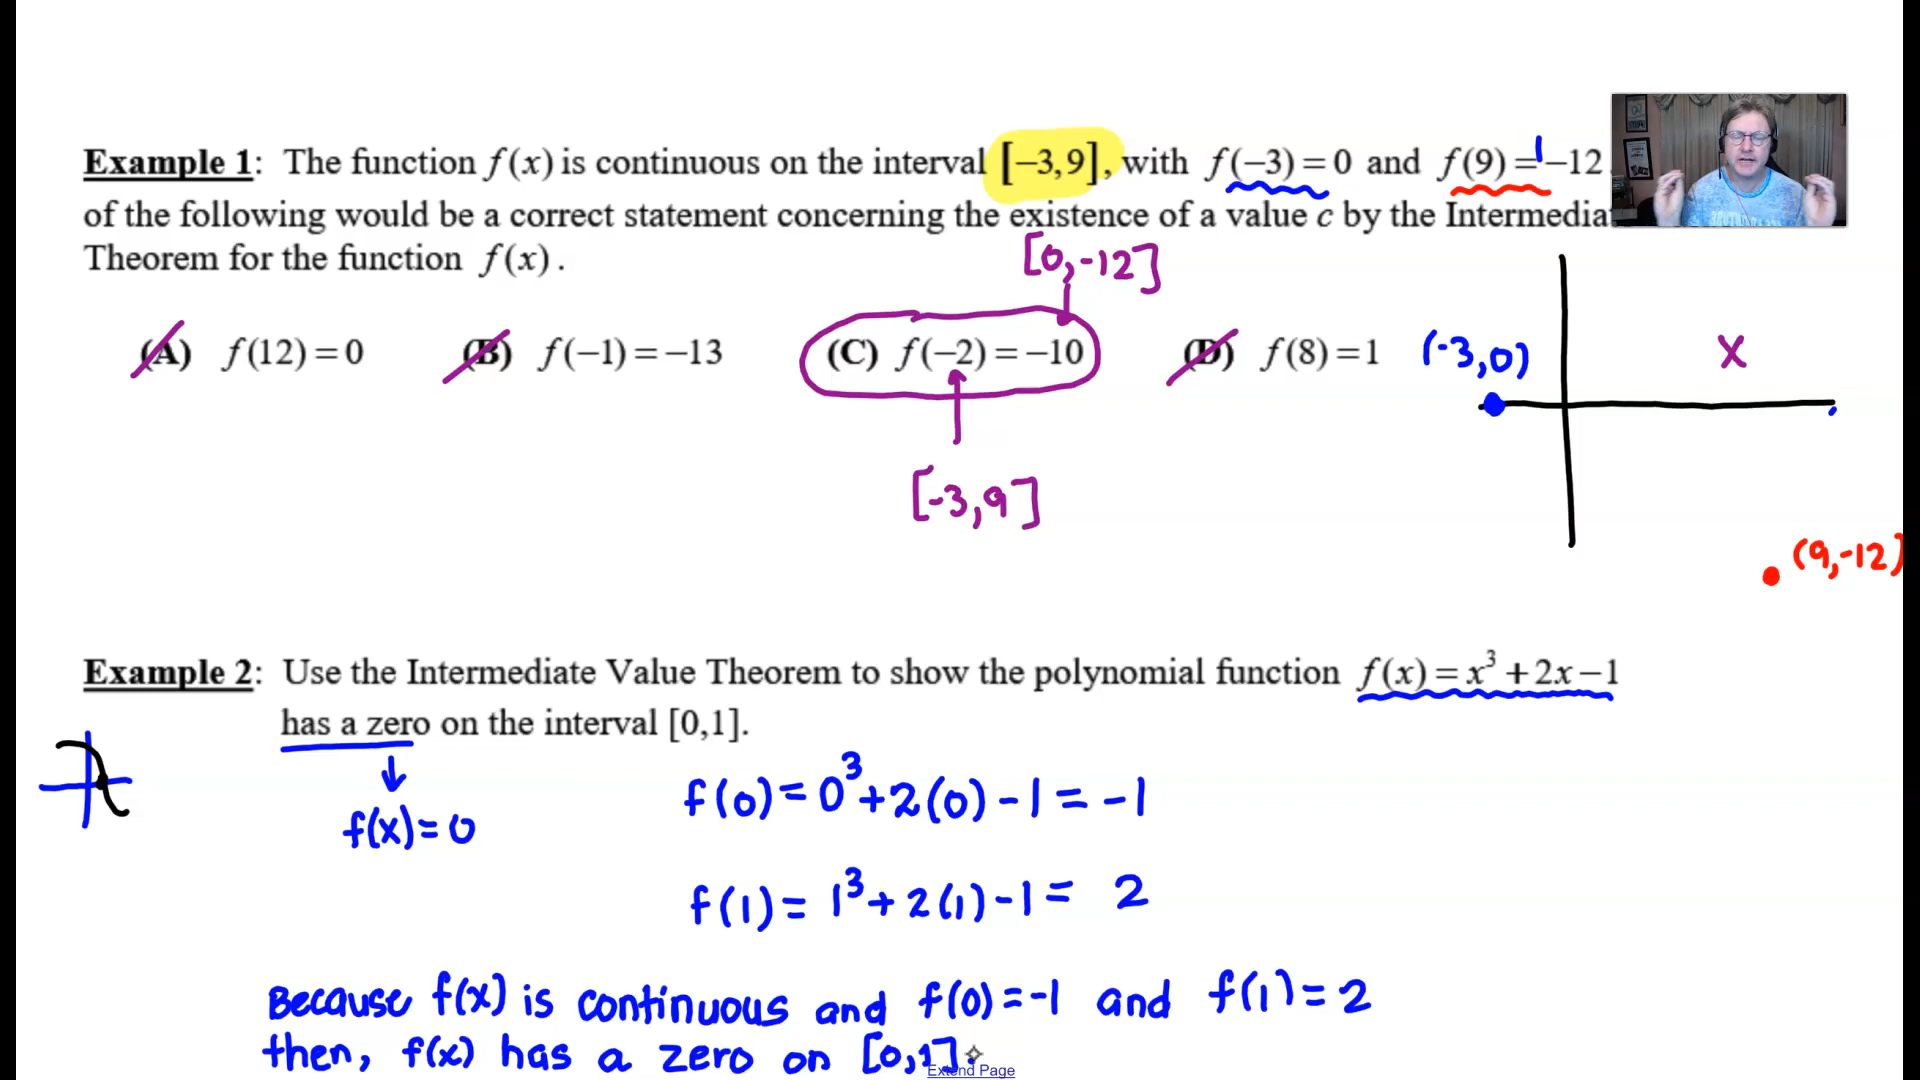 Example 1: The function f(x) is continuous on the interval [−3,9], with f(−3) = 0 and f(9) = −12
of the following would be a correct statement concerning the existence of a value c by the Intermedia
Theorem for the function f(x).
[0,-12]
(A) f(12) = 0 (B) f(−1) = −13 (C) f(−2) = −10 (D) f(8) = 1
(-3,0)
x
[-3,9]
(9,-12)
Example 2: Use the Intermediate Value Theorem to show the polynomial function f(x) = x³ + 2x − 1
has a zero on the interval [0,1].
f(x) = 0
f(0) = 0³ + 2(0) - 1 = -1
f(1) = 1³ + 2(1) - 1 = 2
Because f(x) is continuous and f(0) = -1 and f(1) = 2
then, f(x) has a zero on [0,1].
Extend Page